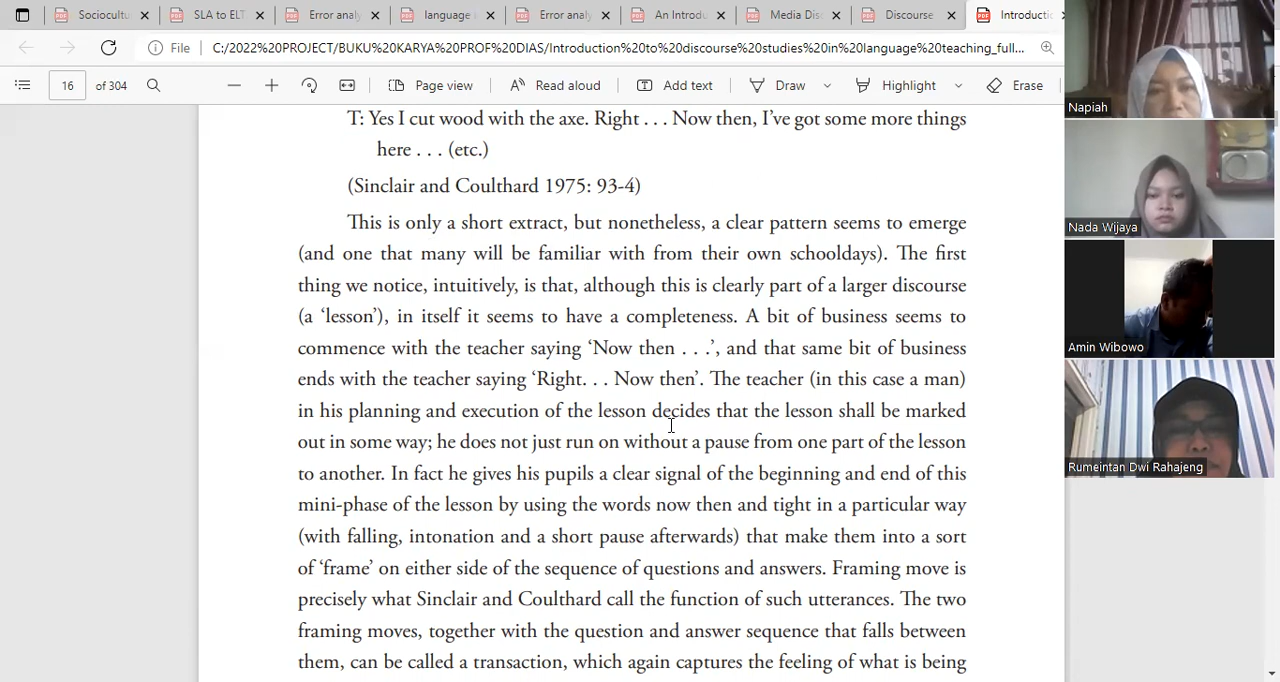 Sociocultu
SLA to ELT
Error analy
language
Error analy
An Introdu
Media Dis
Discourse
Introductio
File
C:/2022%20PROJECT/BUKU%20KARYA%20PROF%20DIAS/Introduction%20to%20discourse%20studies%20in%20language%20teaching_full...
16 of 304
Page view
Read aloud
Add text
Draw
Highlight
Erase
T: Yes I cut wood with the axe. Right . . . Now then, I’ve got some more things
here . . . (etc.)
(Sinclair and Coulthard 1975: 93-4)
This is only a short extract, but nonetheless, a clear pattern seems to emerge
(and one that many will be familiar with from their own schooldays). The first
thing we notice, intuitively, is that, although this is clearly part of a larger discourse
(a ‘lesson’), in itself it seems to have a completeness. A bit of business seems to
commence with the teacher saying ‘Now then . . .’, and that same bit of business
ends with the teacher saying ‘Right. . . Now then’. The teacher (in this case a man)
in his planning and execution of the lesson decides that the lesson shall be marked
out in some way; he does not just run on without a pause from one part of the lesson
to another. In fact he gives his pupils a clear signal of the beginning and end of this
mini-phase of the lesson by using the words now then and tight in a particular way
(with falling, intonation and a short pause afterwards) that make them into a sort
of ‘frame’ on either side of the sequence of questions and answers. Framing move is
precisely what Sinclair and Coulthard call the function of such utterances. The two
framing moves, together with the question and answer sequence that falls between
them, can be called a transaction, which again captures the feeling of what is being
Napiah
Nada Wijaya
Amin Wibowo
Rumeintan Dwi Rahajeng